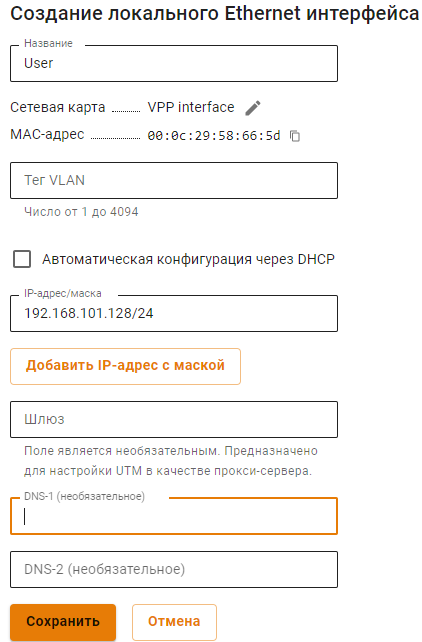 Создание локального Ethernet интерфейса
Название
User
Сетевая карта ........ VPP interface
MAC-адрес ............. 00:0c:29:58:66:5d
Тег VLAN
Число от 1 до 4094
Автоматическая конфигурация через DHCP
IP-адрес/маска
192.168.101.128/24
Добавить IP-адрес с маской
Шлюз
Поле является необязательным. Предназначено
для настройки UTM в качестве прокси-сервера.
DNS-1 (необязательное)
DNS-2 (необязательное)
Сохранить Отмена